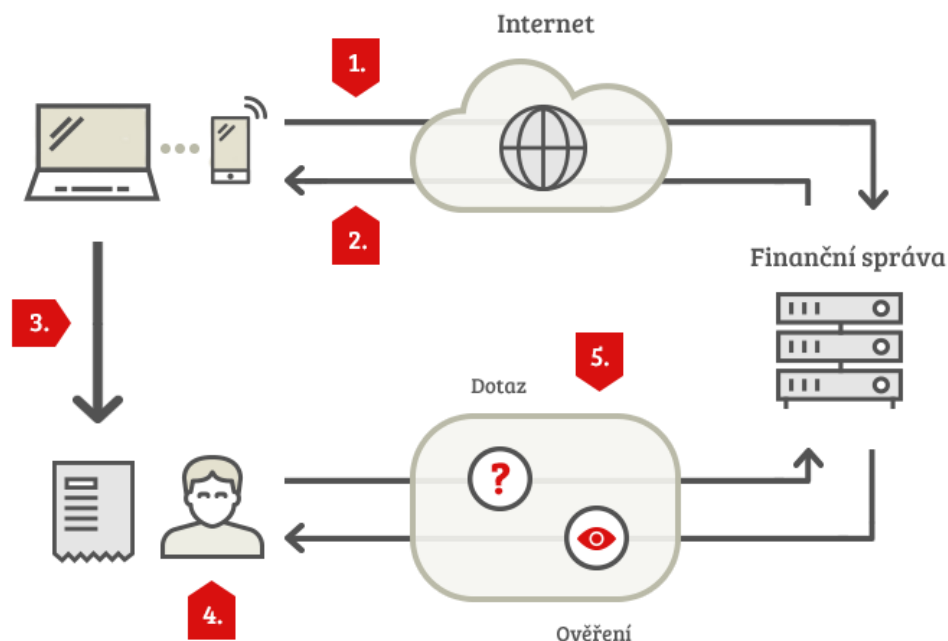 Internet
1.
2.
Finanční správa
3.
5.
Dotaz
?
4.
Ověření